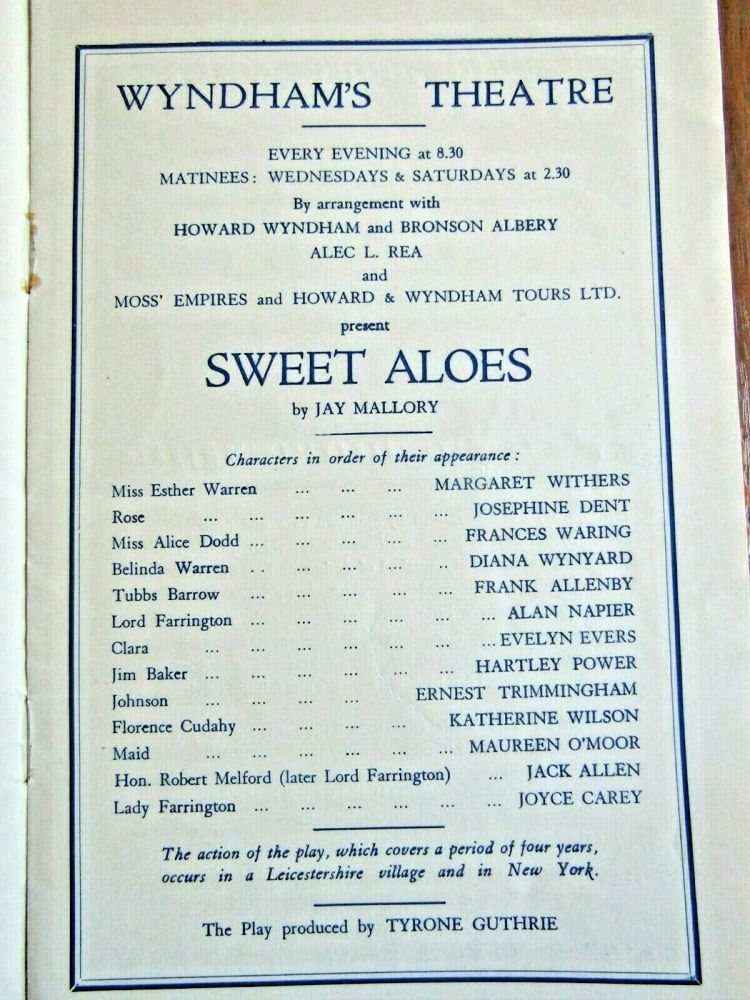 WYNDHAM'S THEATRE
EVERY EVENING at 8.30
MATINEES: WEDNESDAYS & SATURDAYS at 2.30
By arrangement with
HOWARD WYNDHAM and BRONSON ALBERY
ALEC L. REA
and
MOSS' EMPIRES and HOWARD & WYNDHAM TOURS LTD.
present
SWEET ALOES
by JAY MALLORY
Characters in order of their appearance:
Miss Esther Warren ... ... ... MARGARET WITHERS
Rose ... ... ... ... ... ... JOSEPHINE DENT
Miss Alice Dodd ... ... ... ... ... FRANCES WARING
Belinda Warren .. ... ... ... .. DIANA WYNYARD
Tubbs Barrow ... ... ... ... FRANK ALLENBY
Lord Farrington ... ... ... ... ... ... ALAN NAPIER
Clara ... ... ... ... ... ... ... EVELYN EVERS
Jim Baker ... ... ... ... ... ... HARTLEY POWER
Johnson ... ... ... ... ERNEST TRIMMINGHAM
Florence Cudahy ... ... ... ... KATHERINE WILSON
Maid ... ... ... ... ... ... MAUREEN O'MOOR
Hon. Robert Melford (later Lord Farrington) ... JACK ALLEN
Lady Farrington ... ... ... ... ... ... JOYCE CAREY
The action of the play, which covers a period of four years,
occurs in a Leicestershire village and in New York.
The Play produced by TYRONE GUTHRIE